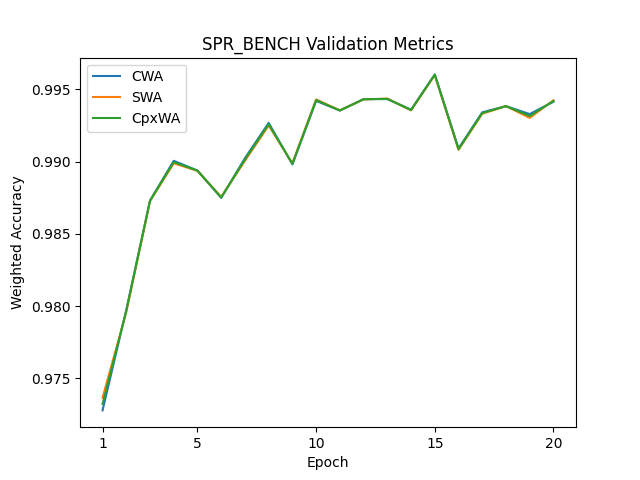 SPR_BENCH Validation Metrics
CWA
SWA
CpxWA
Weighted Accuracy
0.995
0.990
0.985
0.980
0.975
1 5 10 15 20
Epoch